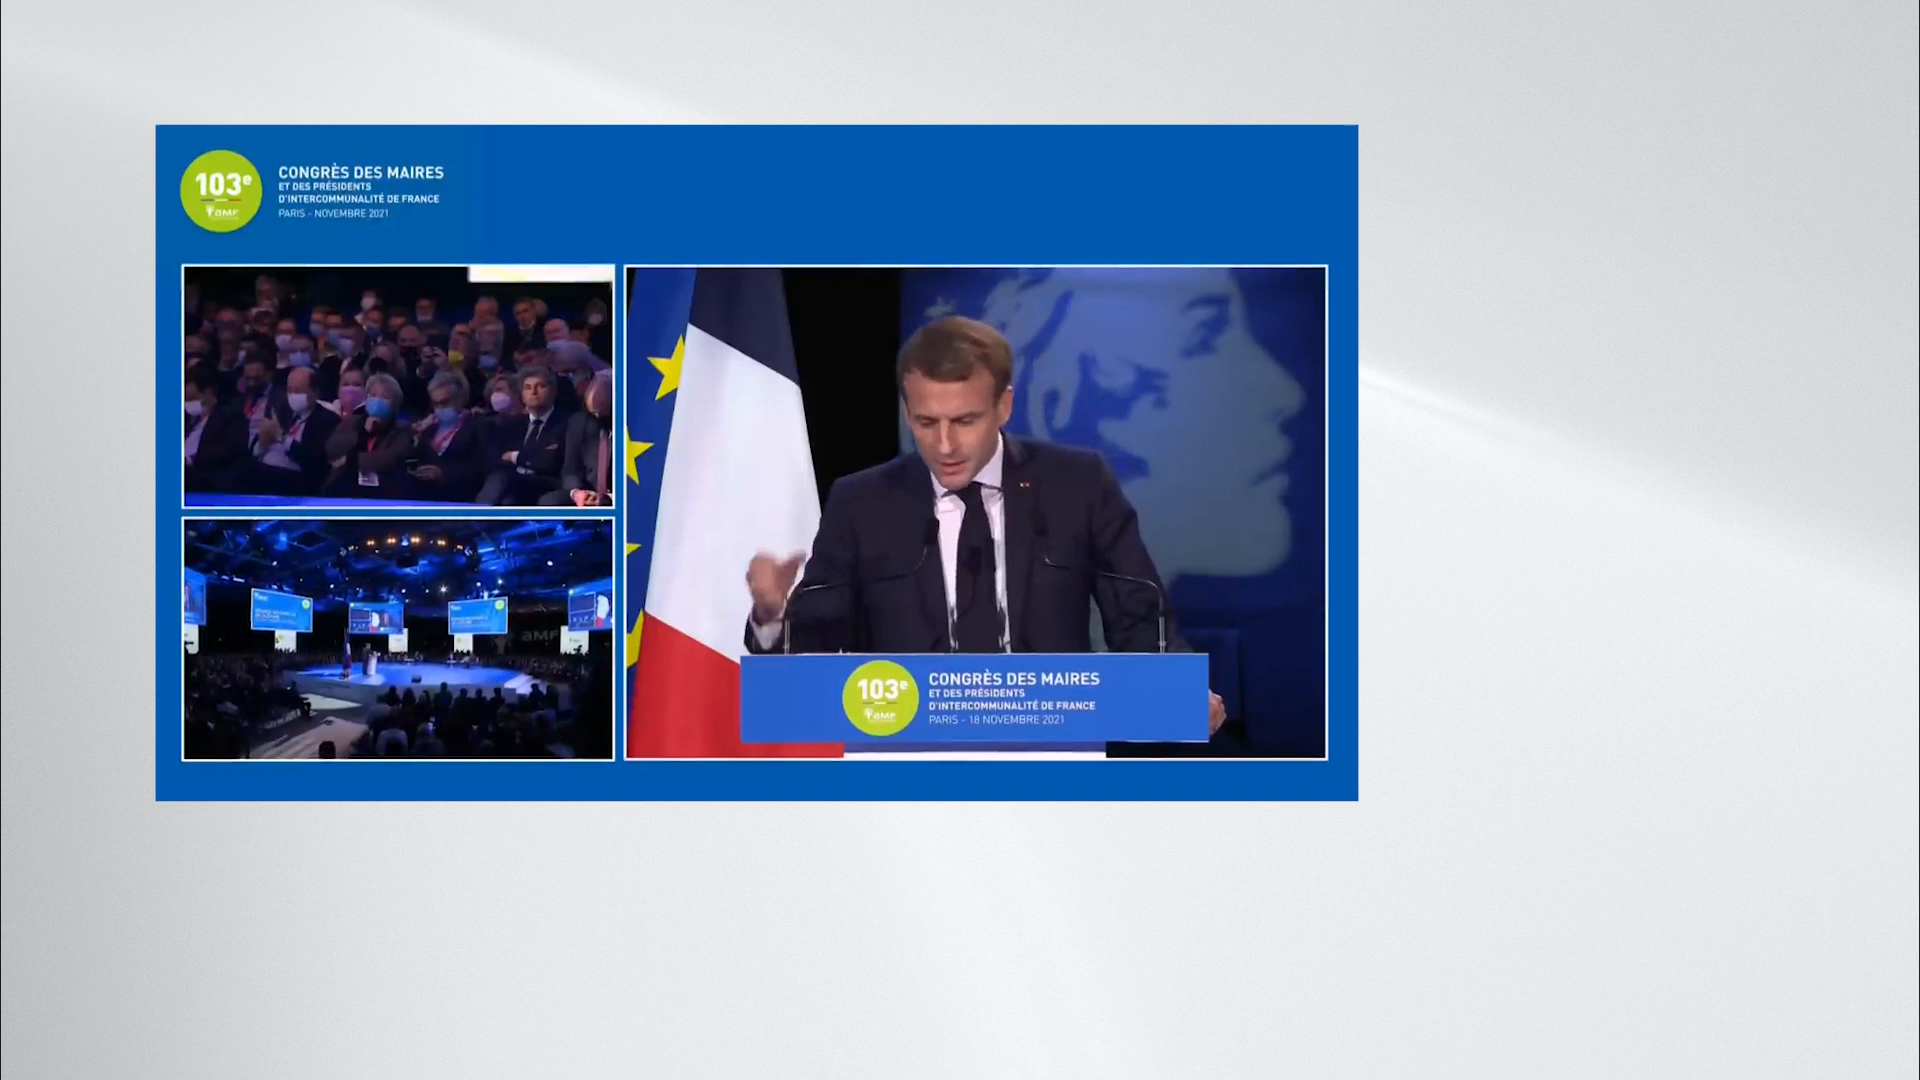 103e
AMF
CONGRÈS DES MAIRES
ET DES PRÉSIDENTS
D'INTERCOMMUNALITÉ DE FRANCE
PARIS - NOVEMBRE 2021
AMF
103e
AMF
CONGRÈS DES MAIRES
ET DES PRÉSIDENTS
D'INTERCOMMUNALITÉ DE FRANCE
PARIS - 18 NOVEMBRE 2021